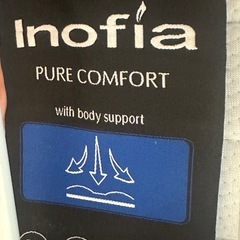 Inofia
PURE COMFORT
with body support